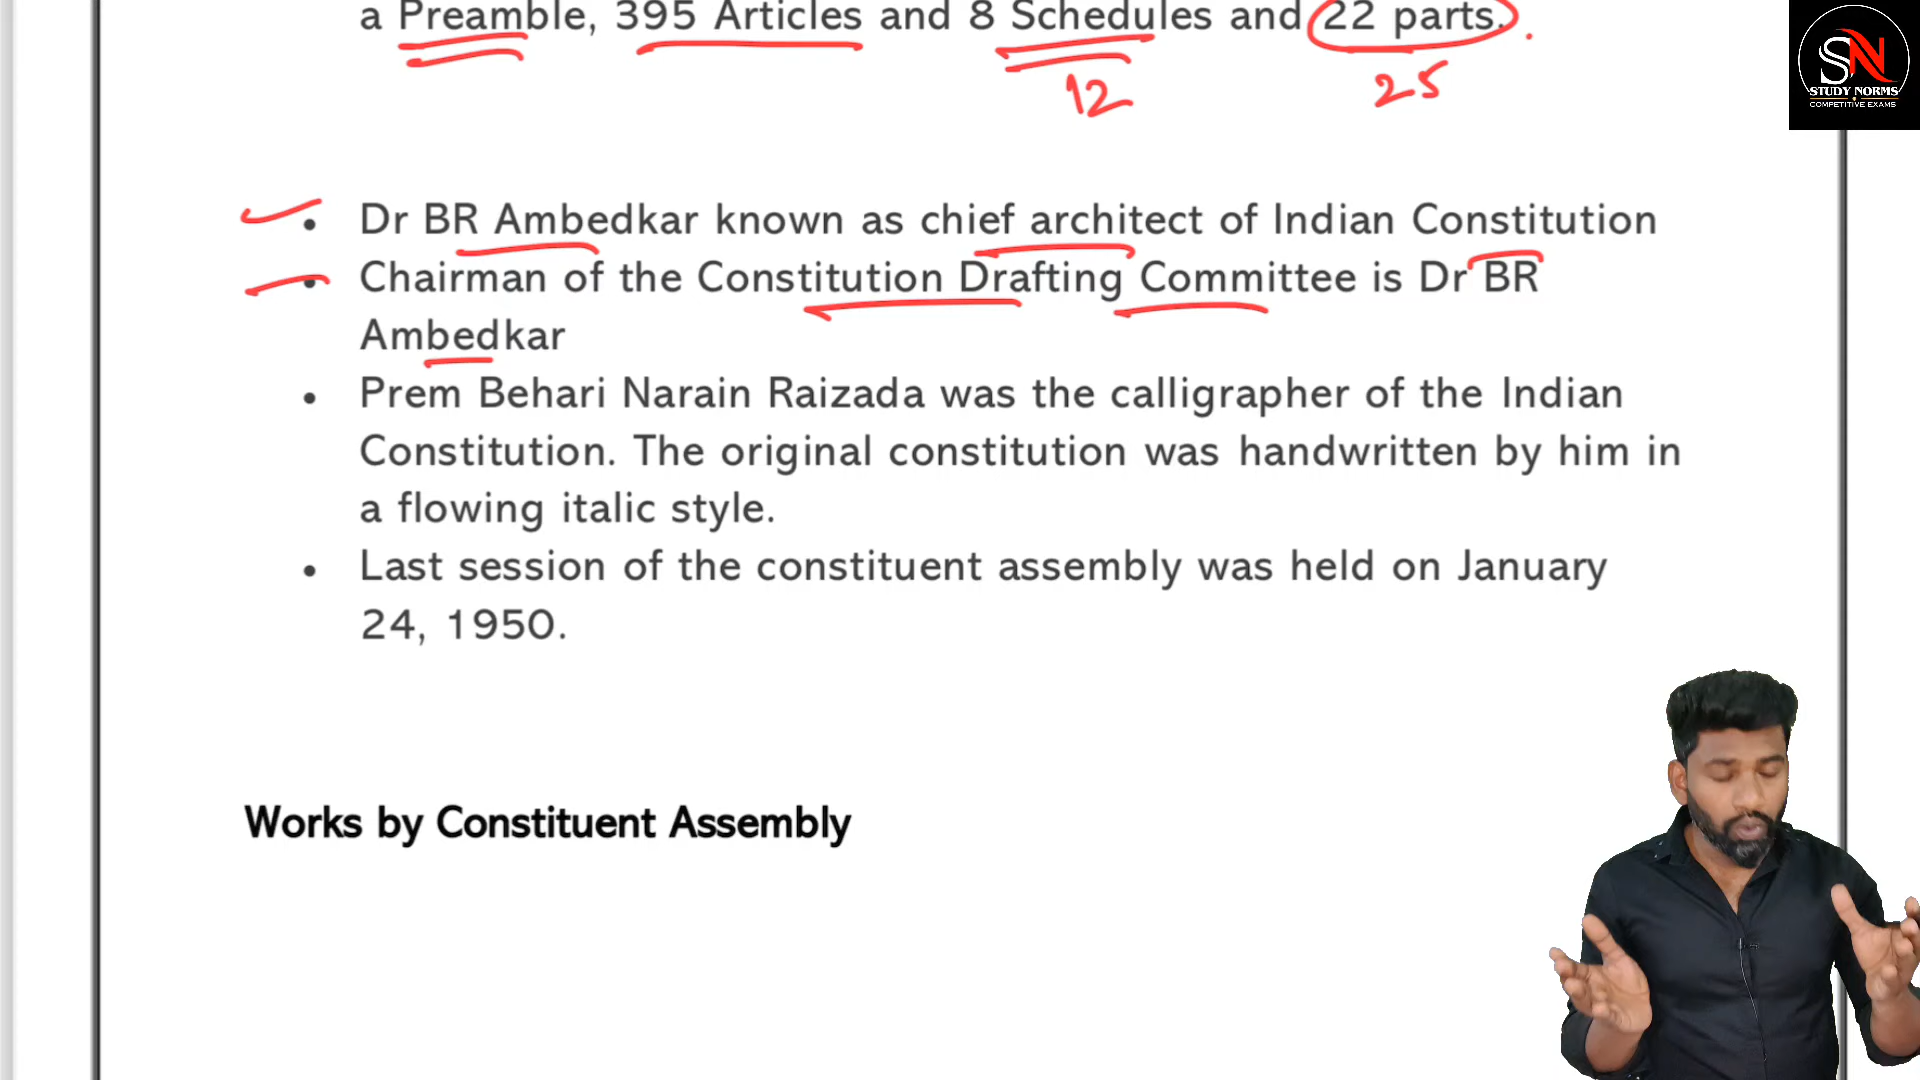 a Preamble, 395 Articles and 8 Schedules and 22 parts.
12 25
SN
STUDY NORMS
COMPETITIVE EXAMS
• Dr BR Ambedkar known as chief architect of Indian Constitution
• Chairman of the Constitution Drafting Committee is Dr BR
Ambedkar
• Prem Behari Narain Raizada was the calligrapher of the Indian
Constitution. The original constitution was handwritten by him in
a flowing italic style.
• Last session of the constituent assembly was held on January
24, 1950.
Works by Constituent Assembly